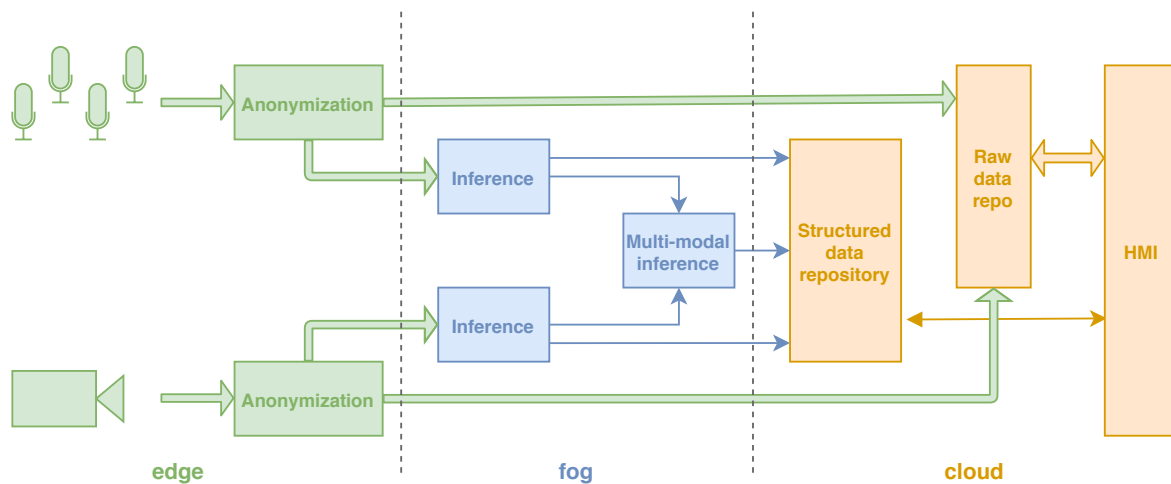 Anonymization
Inference
Multi-modal
inference
Inference
Anonymization
Structured
data
repository
Raw
data
repo
HMI
edge
fog
cloud